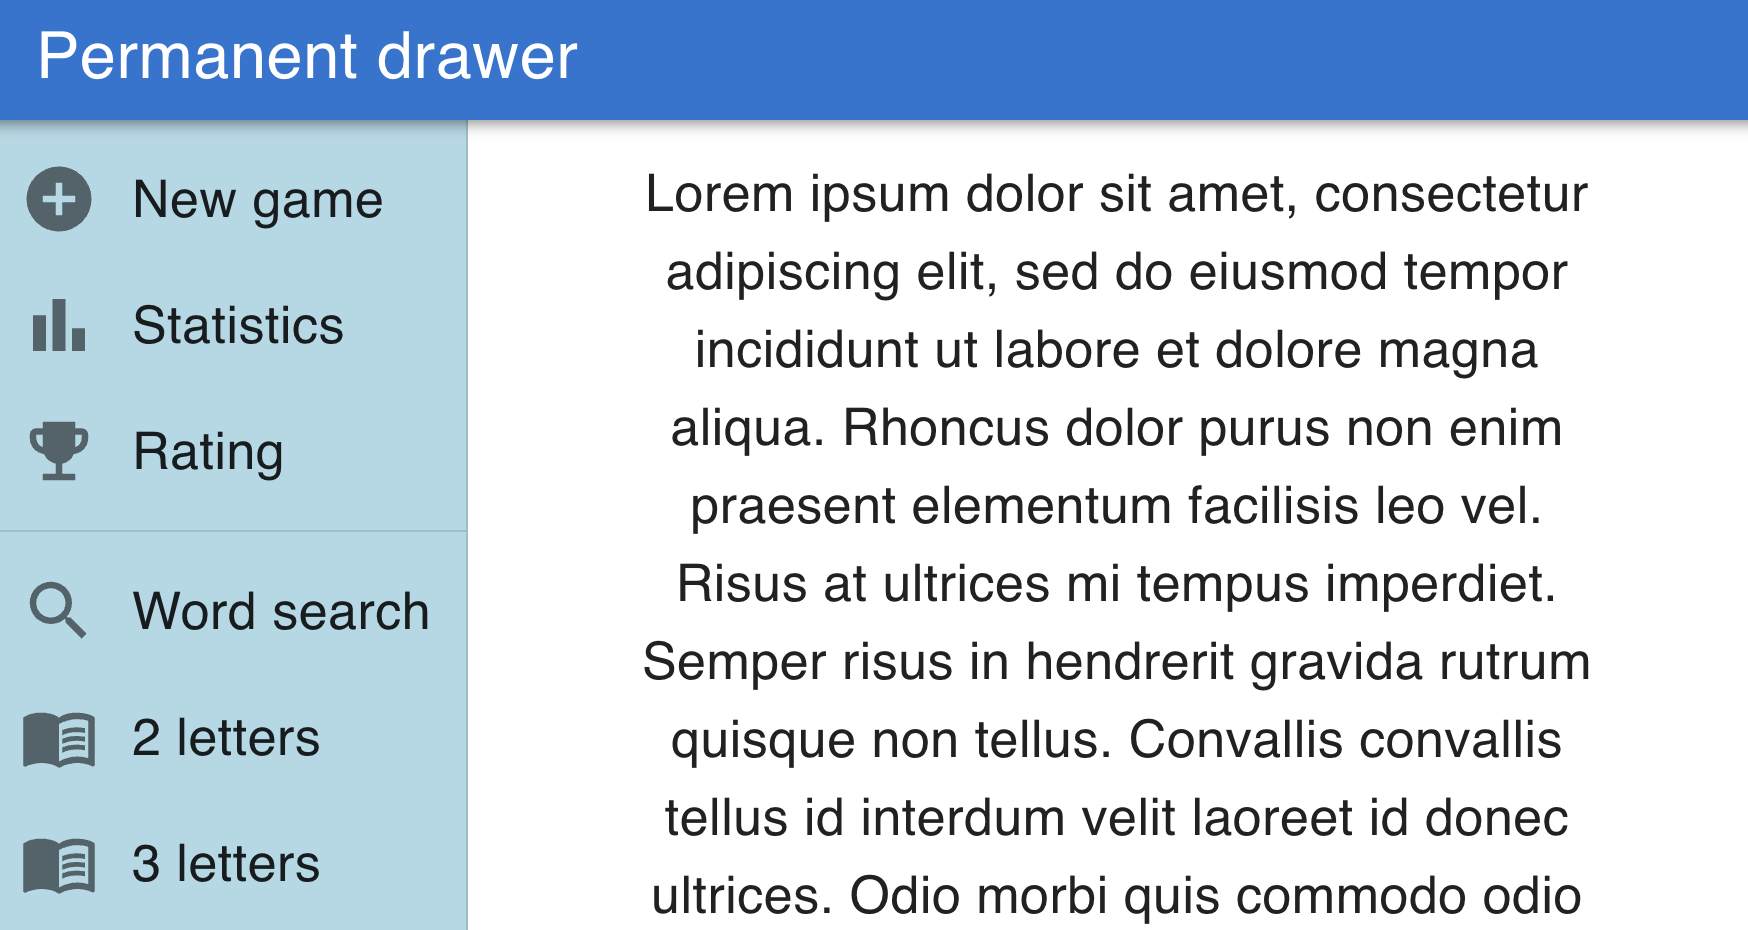 Permanent drawer
New game
Statistics
Rating
Word search
2 letters
3 letters
Lorem ipsum dolor sit amet, consectetur
adipiscing elit, sed do eiusmod tempor
incididunt ut labore et dolore magna
aliqua. Rhoncus dolor purus non enim
praesent elementum facilisis leo vel.
Risus at ultrices mi tempus imperdiet.
Semper risus in hendrerit gravida rutrum
quisque non tellus. Convallis convallis
tellus id interdum velit laoreet id donec
ultrices. Odio morbi quis commodo odio